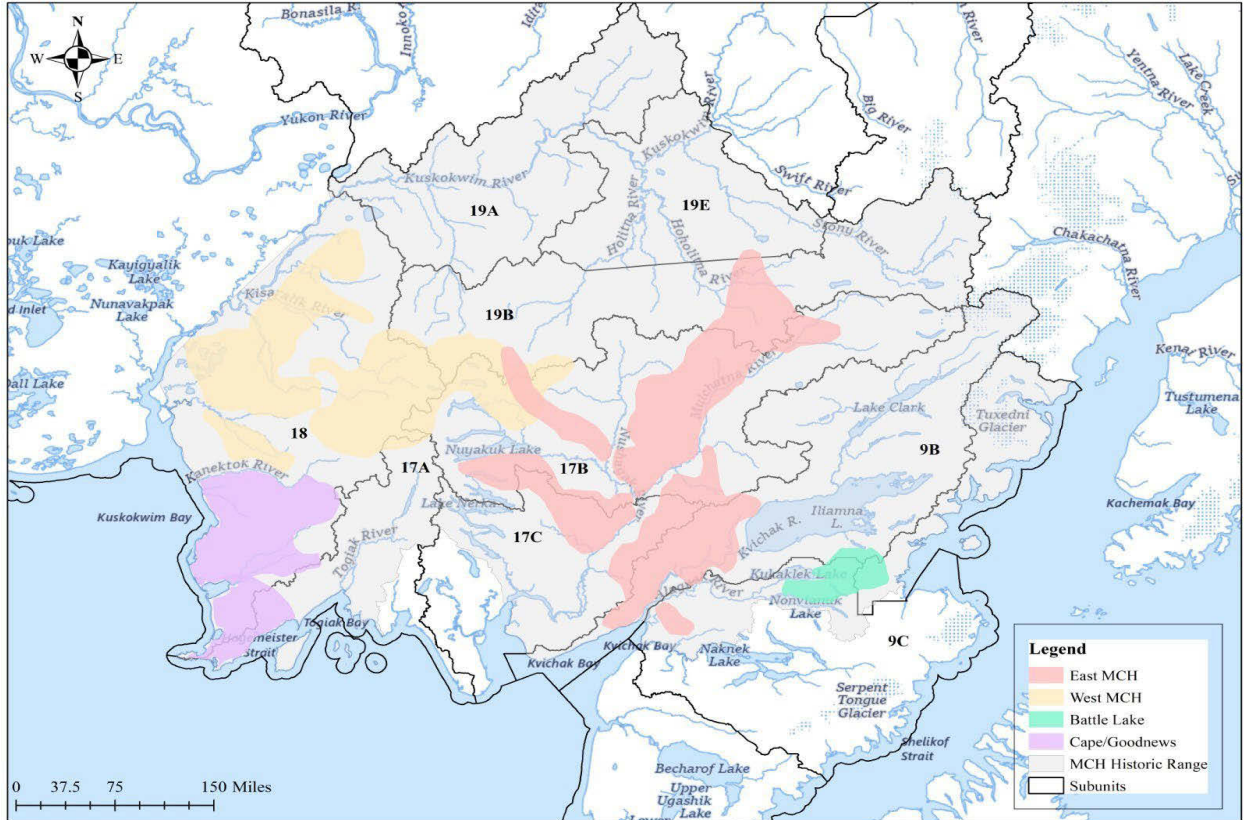 Bonasila R.
N
W
E
S
Yukon River
Kuskokwim River
Big River
Yentna River
Lake Creek
Kuskokwim River
19A
Holitna River
19E
Hoholitna River
Swift River
Stony River
Chakachatna River
Kayigyalik
Lake
Nunavakpak
Lake
Kisaralik River
19B
Mulchatna River
Kenai River
Tustumena
Lake
Lake Clark
Tuxedni
Glacier
18
Nuyakuk Lake
17A
17B
9B
Kanektok River
Kuskokwim Bay
Lake Nerka
17C
Togiak River
Iliamna
L.
Kvichak R.
Kachemak Bay
Kukaklek Lake
River
Nonvianuk
Lake
9C
Togiak Bay
Strait
Kvichak Bay
Kvichak Bay
Naknek
Lake
Serpent
Tongue
Glacier
Shelikof
Strait
Becharof Lake
Upper
Ugashik
Lake
0 37.5 75 150 Miles
Legend
East MCH
West MCH
Battle Lake
Cape/Goodnews
MCH Historic Range
Subunits